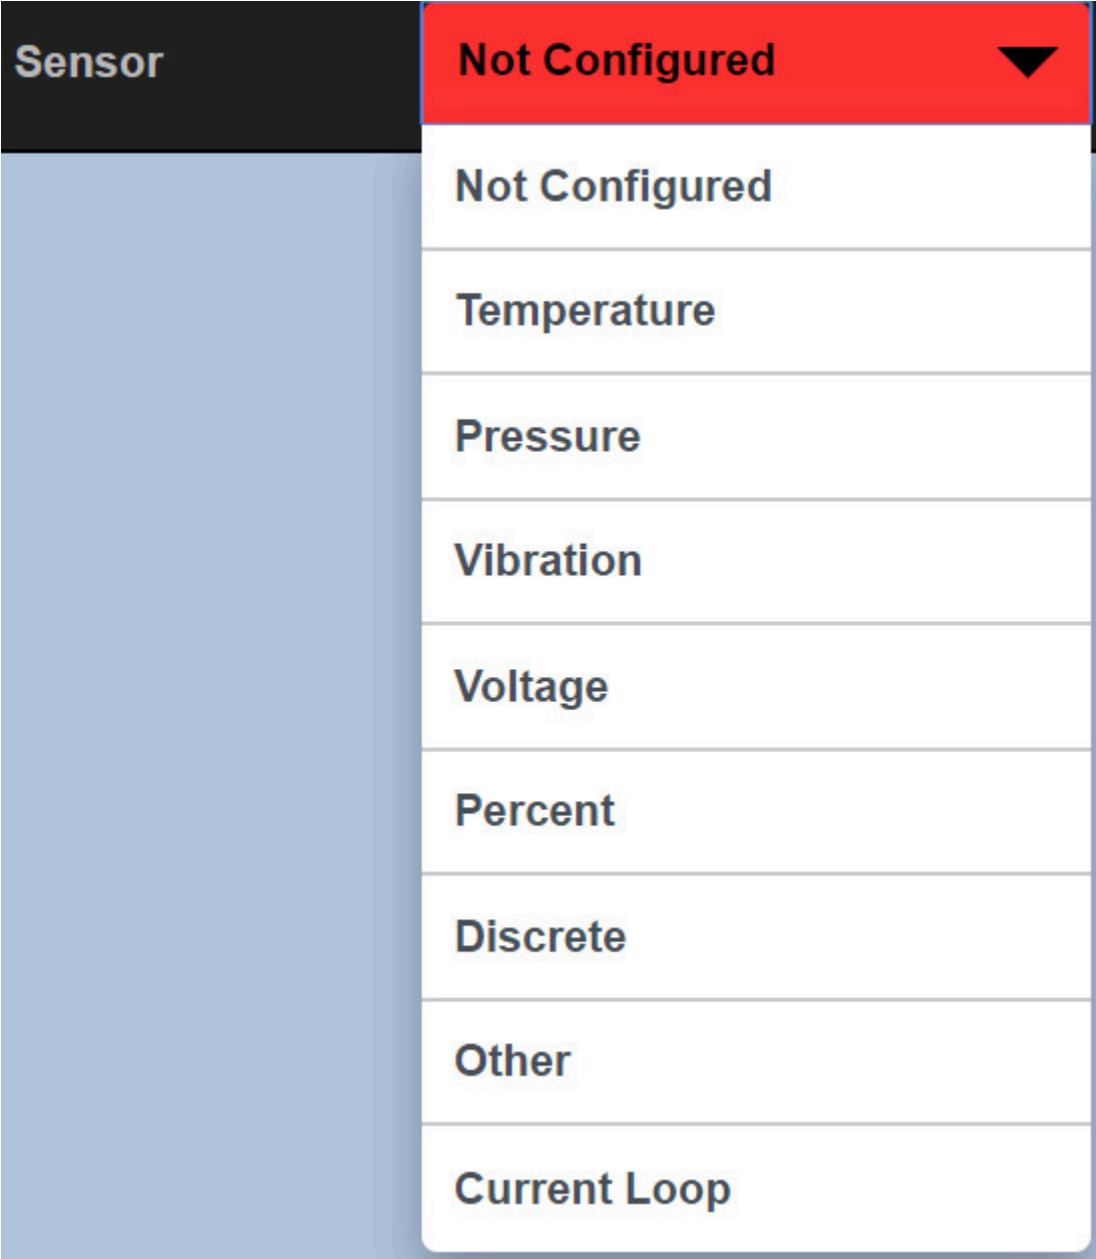 Sensor Not Configured
Not Configured
Temperature
Pressure
Vibration
Voltage
Percent
Discrete
Other
Current Loop